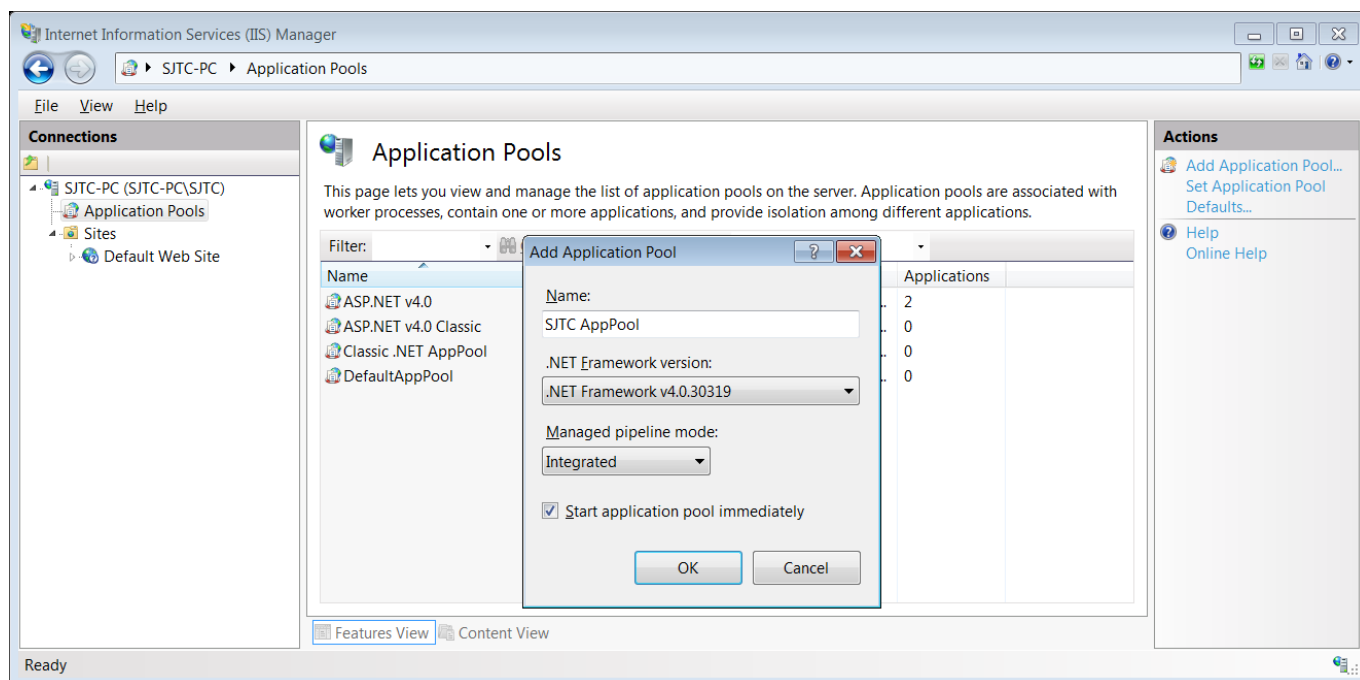 Internet Information Services (IIS) Manager
SJTC-PC Application Pools
File View Help
Connections
SJTC-PC (SJTC-PC\SJTC)
Application Pools
Sites
Default Web Site
Application Pools
This page lets you view and manage the list of application pools on the server. Application pools are associated with
worker processes, contain one or more applications, and provide isolation among different applications.
Filter:
Name Applications
ASP.NET v4.0 .. 2
ASP.NET v4.0 Classic .. 0
Classic .NET AppPool .. 0
DefaultAppPool .. 0
Add Application Pool
Name:
SJTC AppPool
.NET Framework version:
.NET Framework v4.0.30319
Managed pipeline mode:
Integrated
Start application pool immediately
OK Cancel
Features View Content View
Actions
Add Application Pool...
Set Application Pool
Defaults...
Help
Online Help
Ready